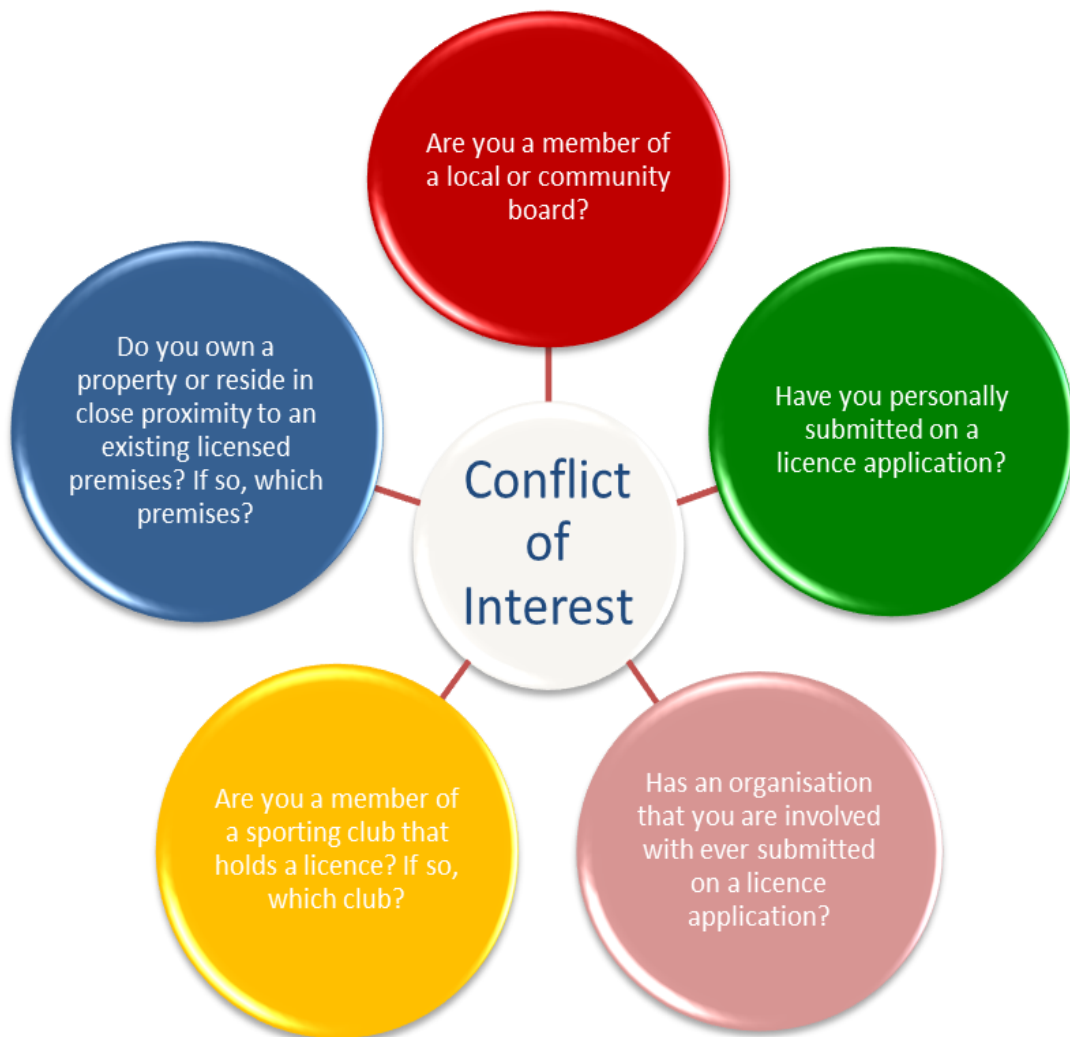 Are you a member of
a local or community
board?
Have you personally
submitted on a
licence application?
Has an organisation
that you are involved
with ever submitted
on a licence
application?
Are you a member of
a sporting club that
holds a licence? If so,
which club?
Do you own a
property or reside in
close proximity to an
existing licensed
premises? If so, which
premises?
Conflict
of
Interest